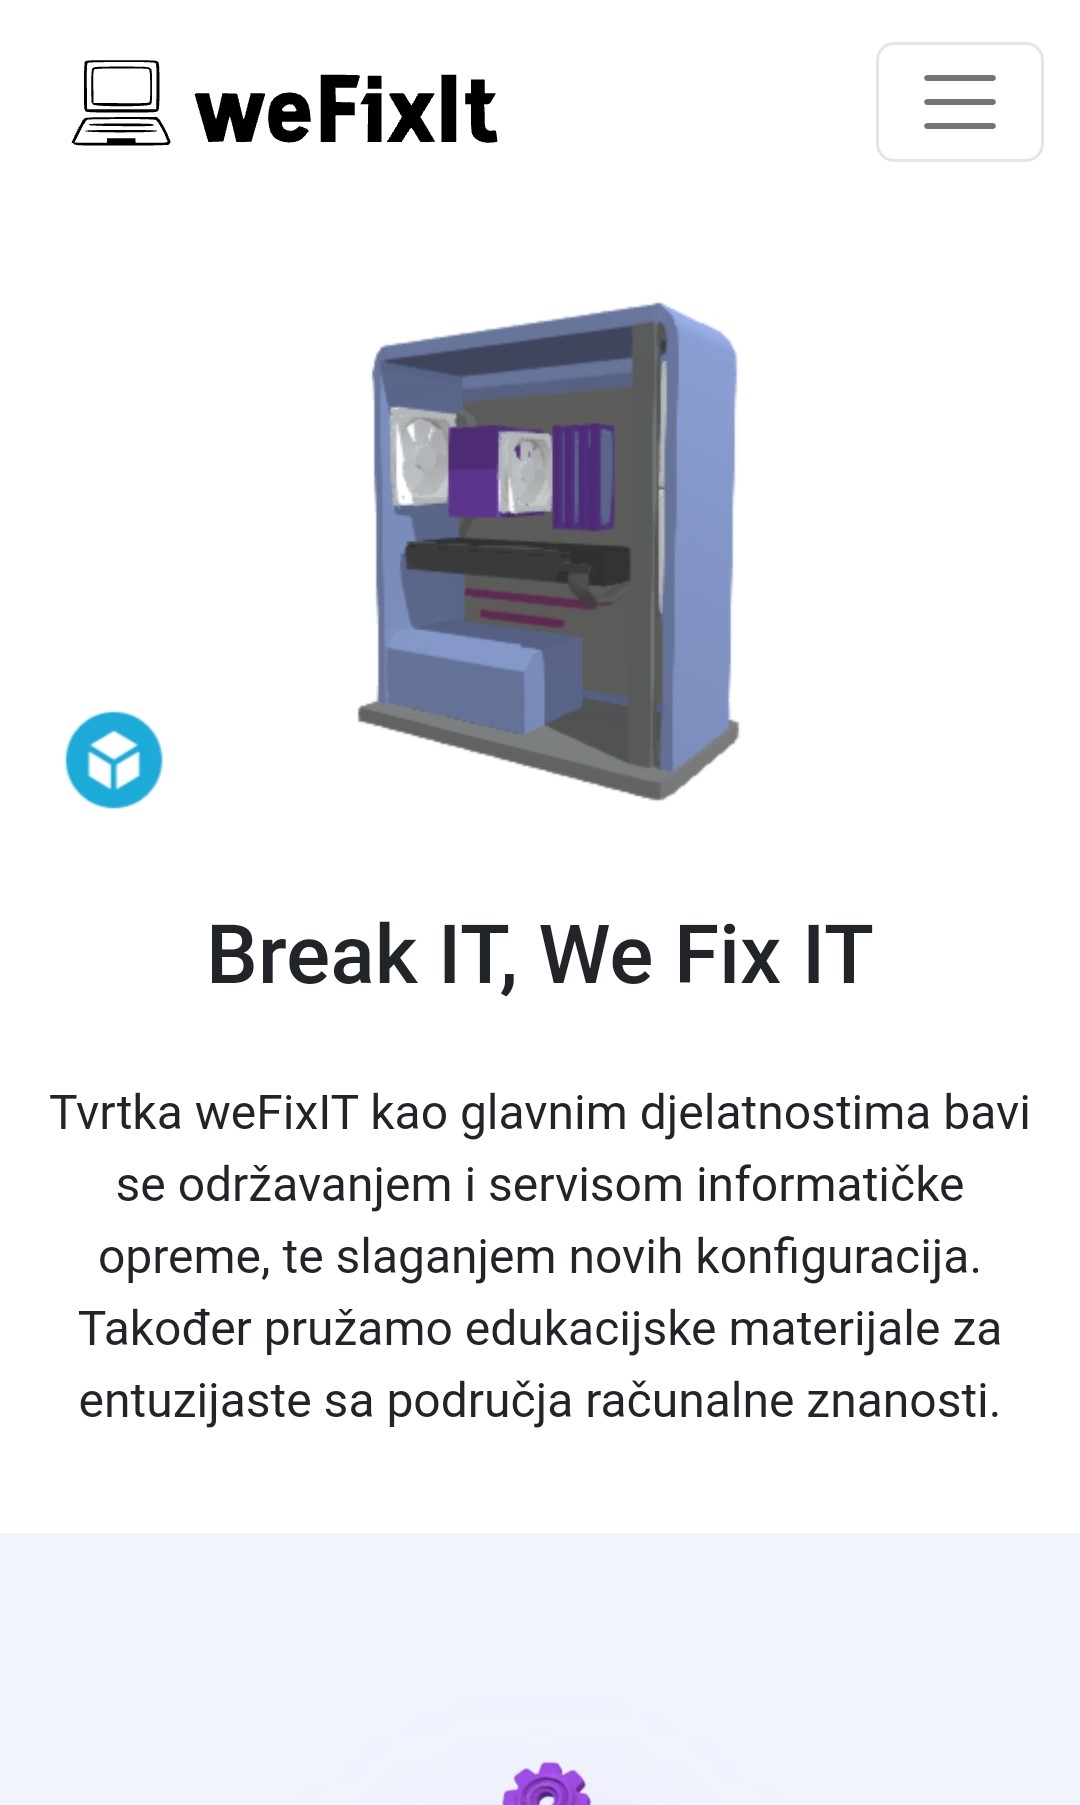 weFixIt
Break IT, We Fix IT
Tvrtka weFixIT kao glavnim djelatnostima bavi
se održavanjem i servisom informatičke
opreme, te slaganjem novih konfiguracija.
Također pružamo edukacijske materijale za
entuzijaste sa područja računalne znanosti.